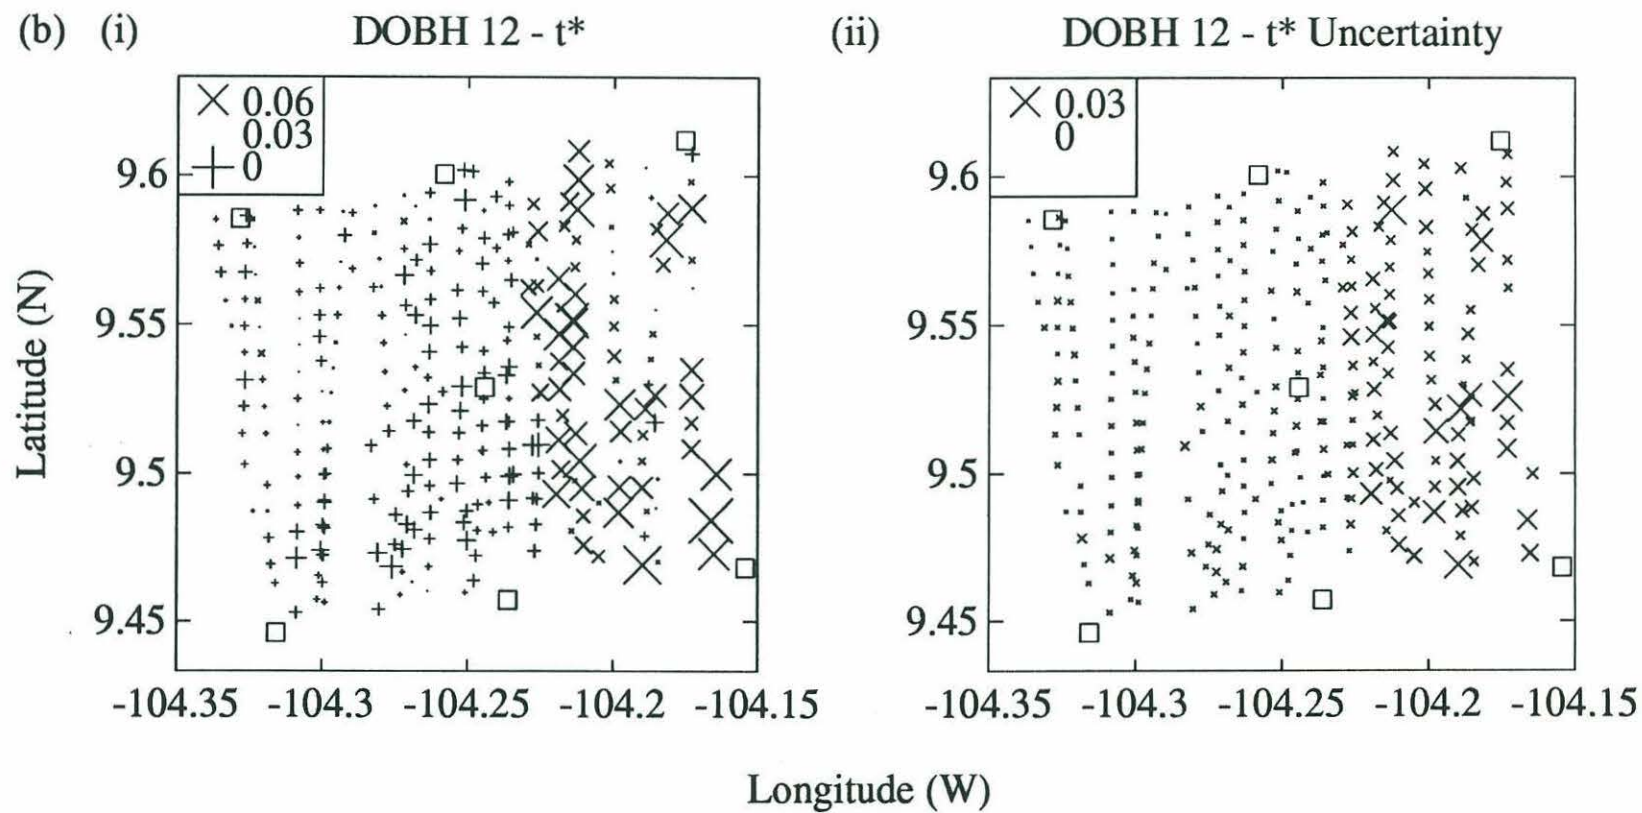 (b) (i) DOBH 12 - t* (ii) DOBH 12 - t* Uncertainty
0.06
0.03
0
9.6
9.55
9.5
9.45
-104.35 -104.3 -104.25 -104.2 -104.15
Latitude (N)
0.03
0
9.6
9.55
9.5
9.45
-104.35 -104.3 -104.25 -104.2 -104.15
Longitude (W)